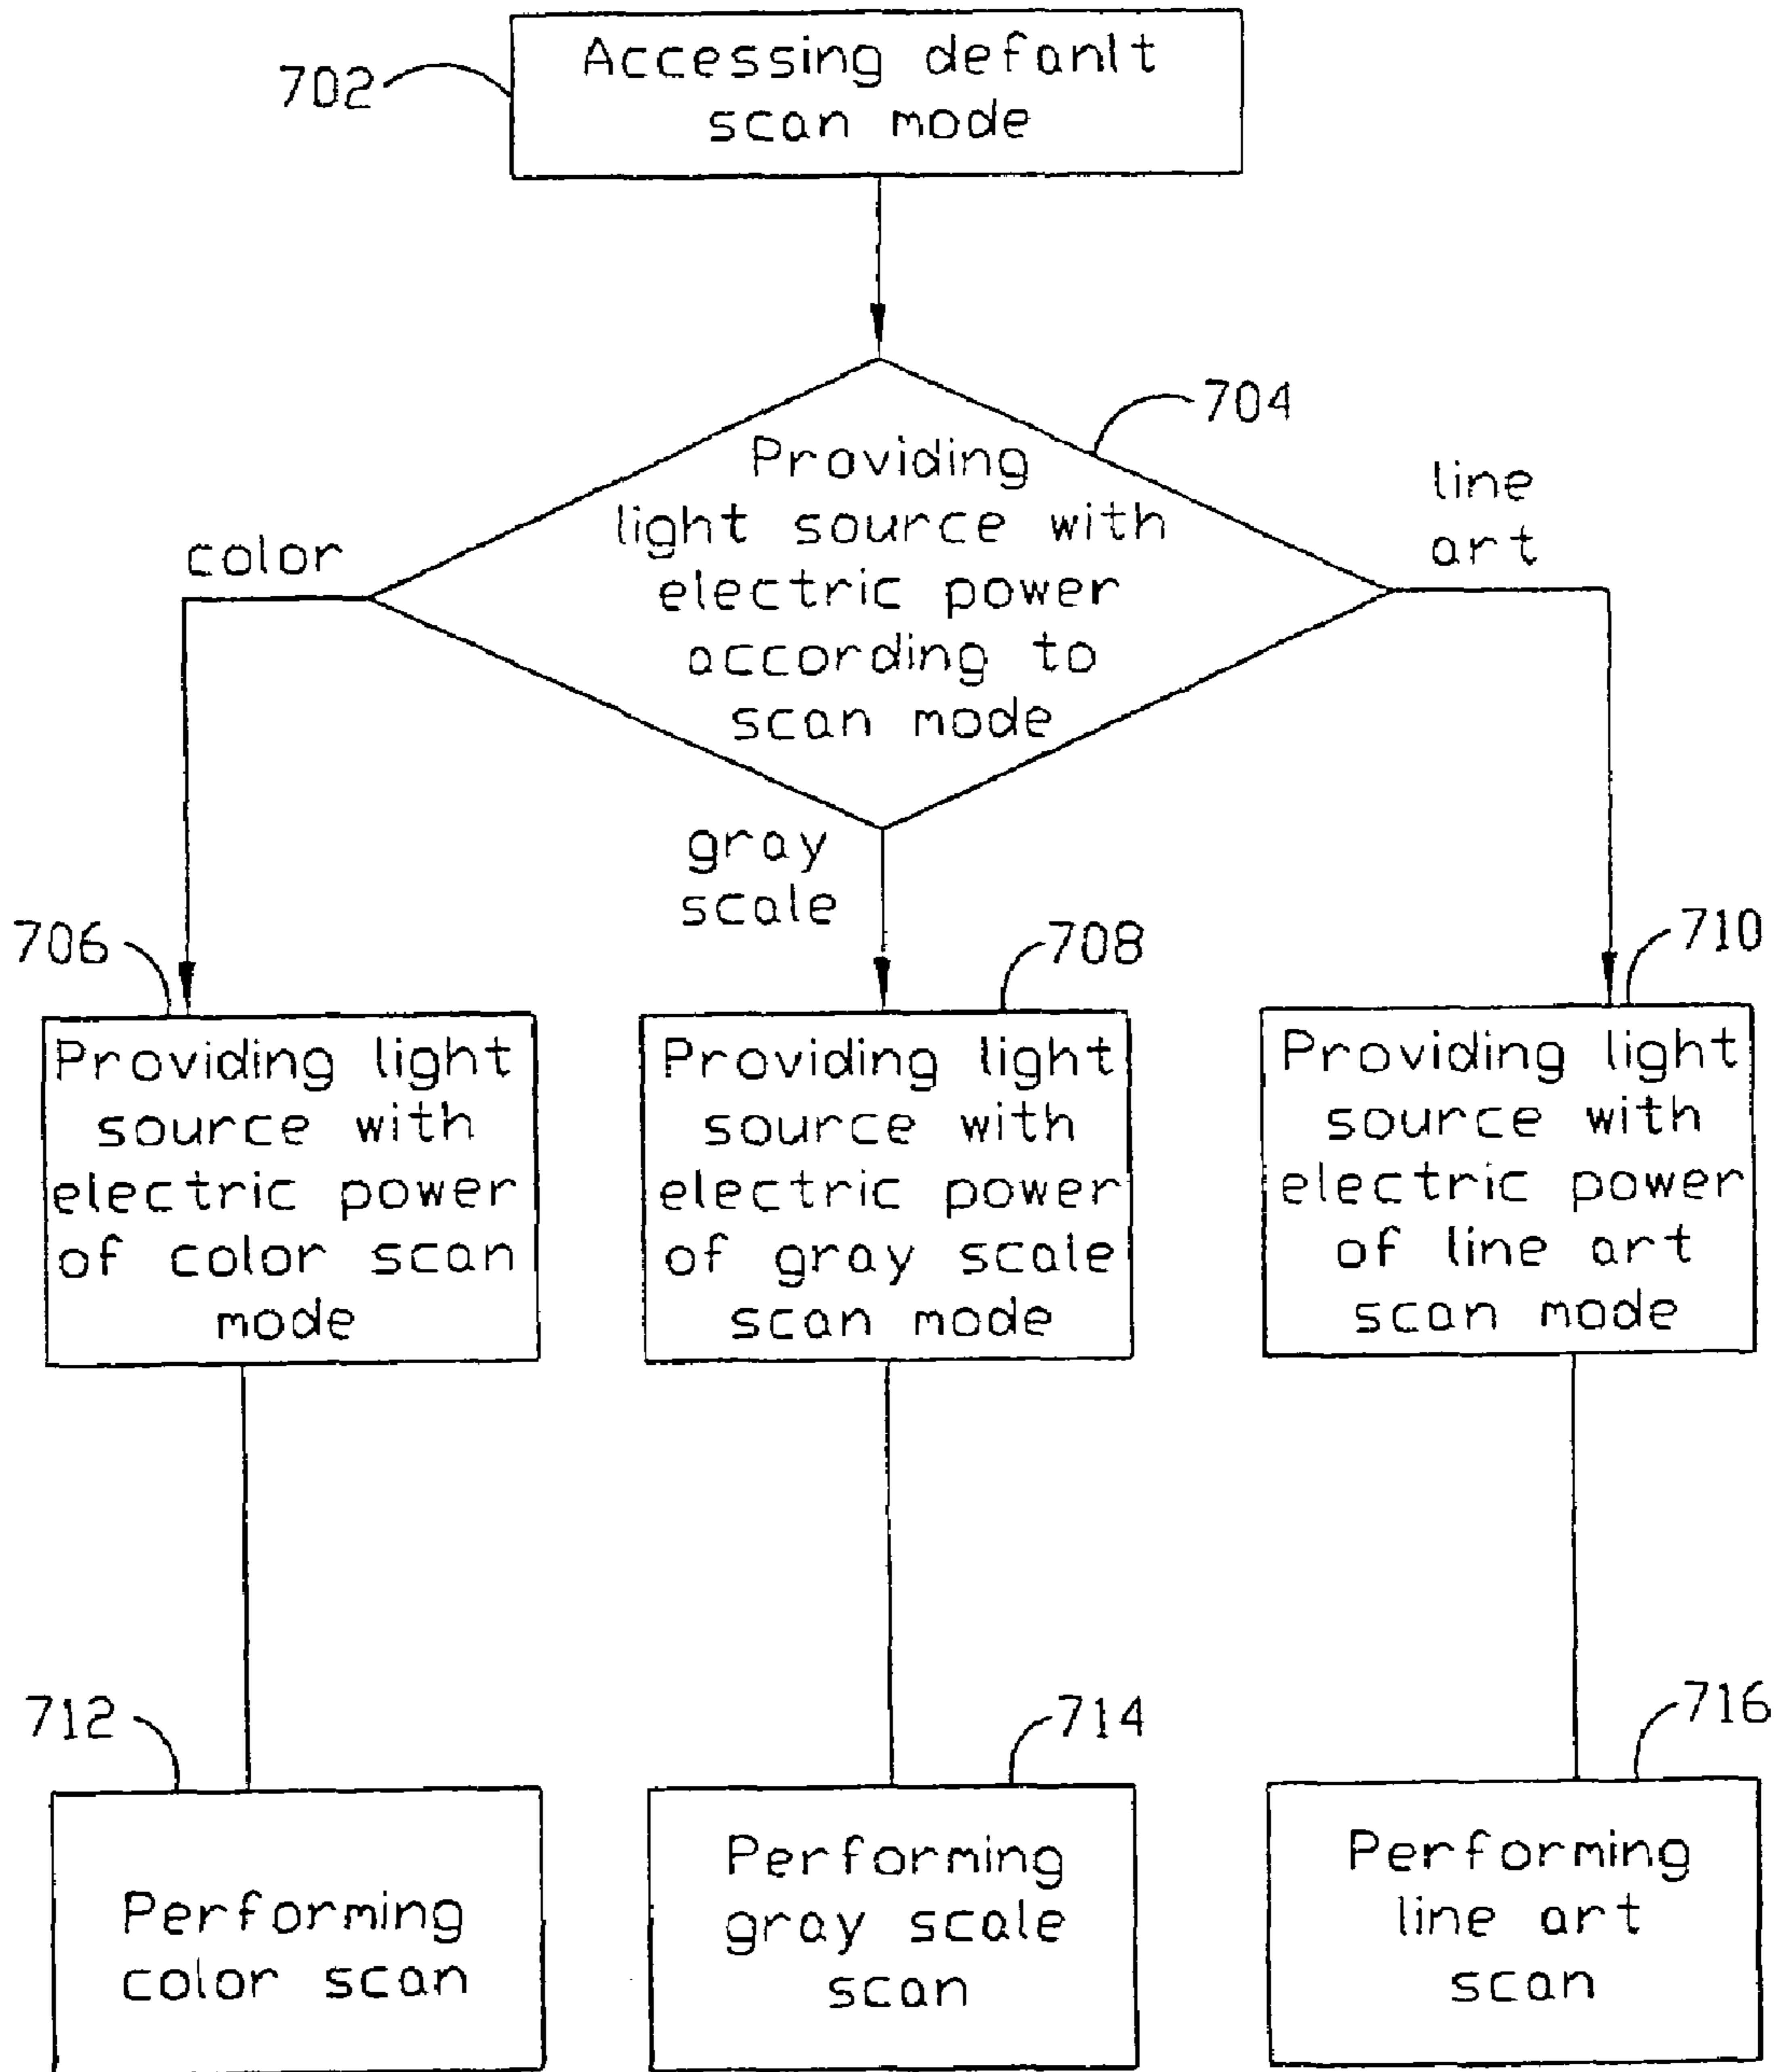 702
Accessing defanlt
scan mode
704
Providing
light source with
electric power
according to
scan mode
color
line
art
gray
scale
706
Providing light
source with
electric power
of color scan
mode
708
Providing light
source with
electric power
of gray scale
scan mode
710
Providing light
source with
electric power
of line art
scan mode
712
Performing
color scan
714
Performing
gray scale
scan
716
Performing
line art
scan